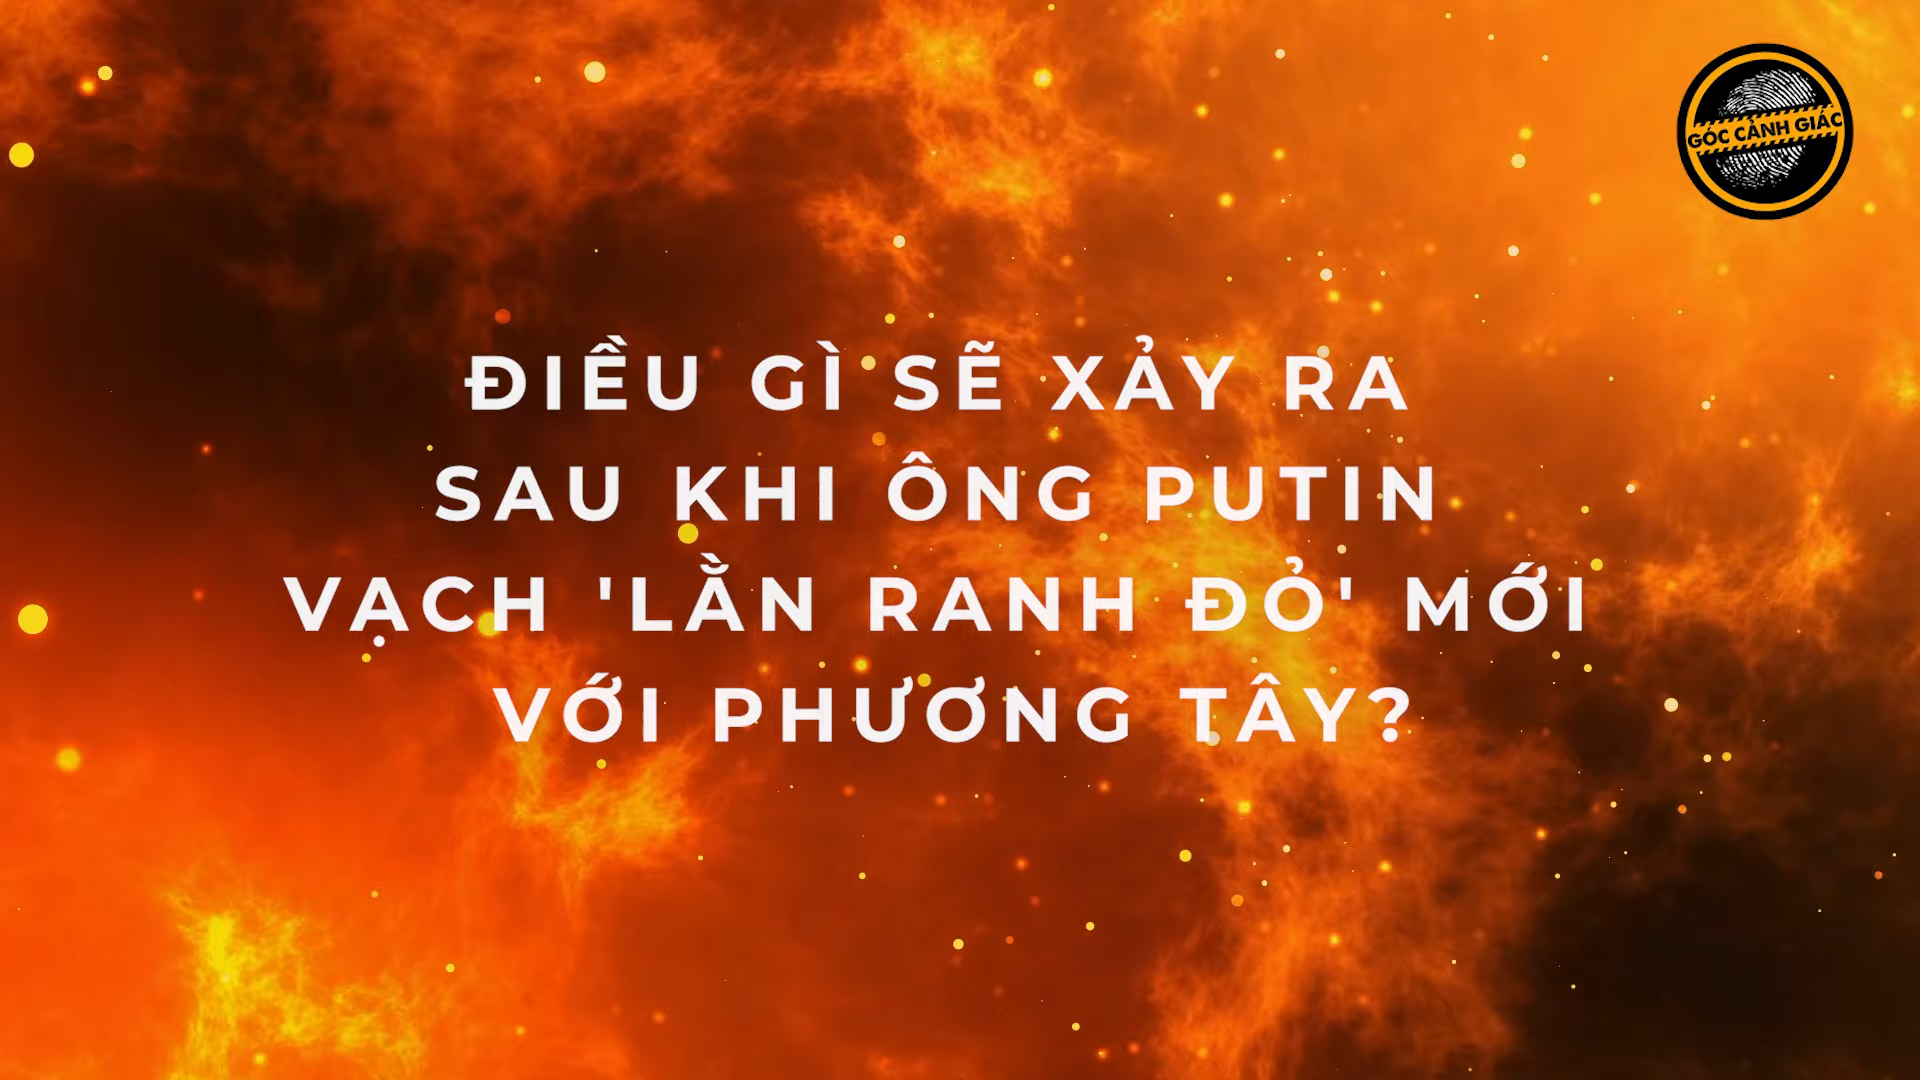 GÓC CẢNH GIÁC
ĐIỀU GÌ SẼ XẢY RA
SAU KHI ÔNG PUTIN
VẠCH 'LẰN RANH ĐỎ' MỚI
VỚI PHƯƠNG TÂY?